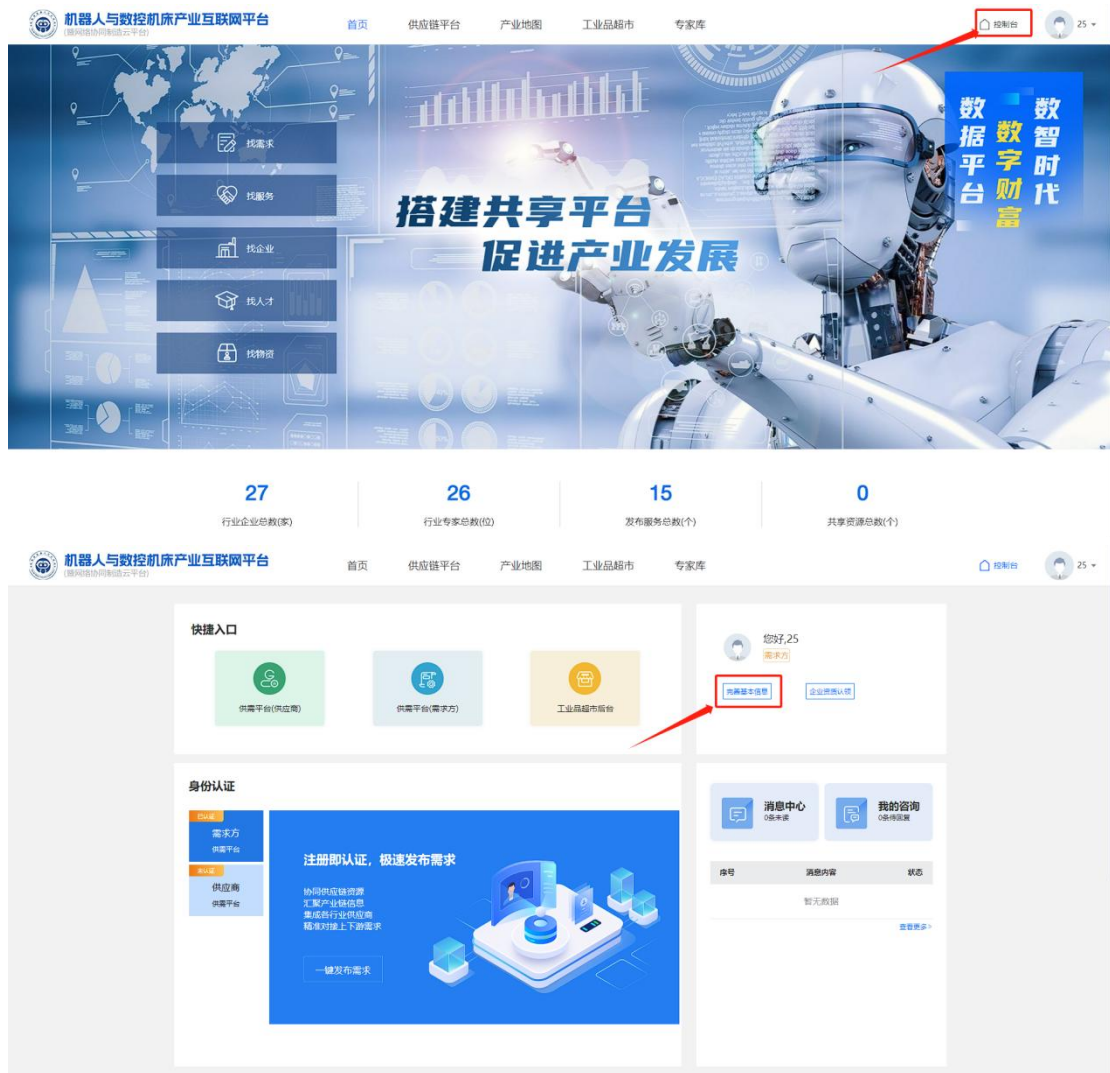 机器人与数控机床产业互联网平台
首页
供应链平台
产业地图
工业品超市
专家库
控制台
25
找需求
找服务
找企业
找人才
找物资
搭建共享平台
促进产业发展
数智时代
数字财富
数据平台
27
行业企业总数(家)
26
行业专家总数(位)
15
发布服务总数(个)
0
共享资源总数(个)
机器人与数控机床产业互联网平台
首页
供应链平台
产业地图
工业品超市
专家库
控制台
25
快捷入口
供需平台(供应商)
供需平台(需求方)
工业品超市后台
您好,25
需求方
完善基本信息
企业资质认领
身份认证
已认证
需求方
供需平台
未认证
供应商
供需平台
注册即认证，极速发布需求
协同供应链资源
汇聚产业链信息
集成各行业供应商
精准对接上下游需求
一键发布需求
消息中心
0条未读
我的咨询
0条待回复
序号
消息内容
状态
暂无数据
查看更多>